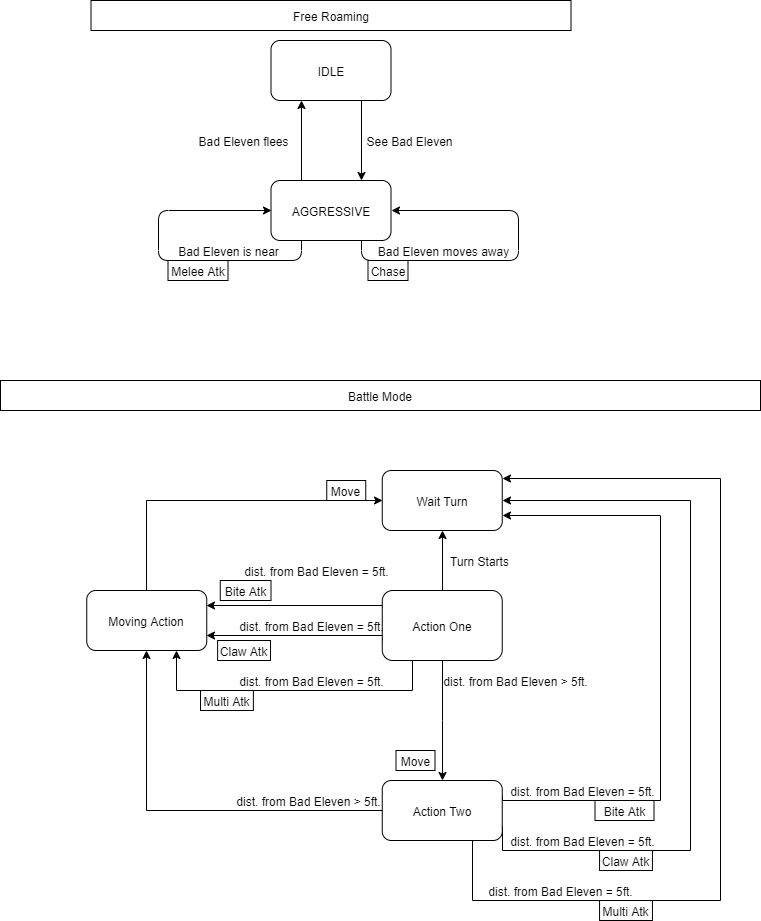 Free Roaming
IDLE
Bad Eleven flees
See Bad Eleven
AGGRESSIVE
Bad Eleven is near
Bad Eleven moves away
Melee Atk
Chase
Battle Mode
Move
Wait Turn
Turn Starts
dist. from Bad Eleven = 5ft.
Bite Atk
Moving Action
Action One
dist. from Bad Eleven = 5ft.
Claw Atk
dist. from Bad Eleven = 5ft.
dist. from Bad Eleven > 5ft.
Multi Atk
Move
dist. from Bad Eleven > 5ft.
Action Two
dist. from Bad Eleven = 5ft.
Bite Atk
dist. from Bad Eleven = 5ft.
Claw Atk
dist. from Bad Eleven = 5ft.
Multi Atk